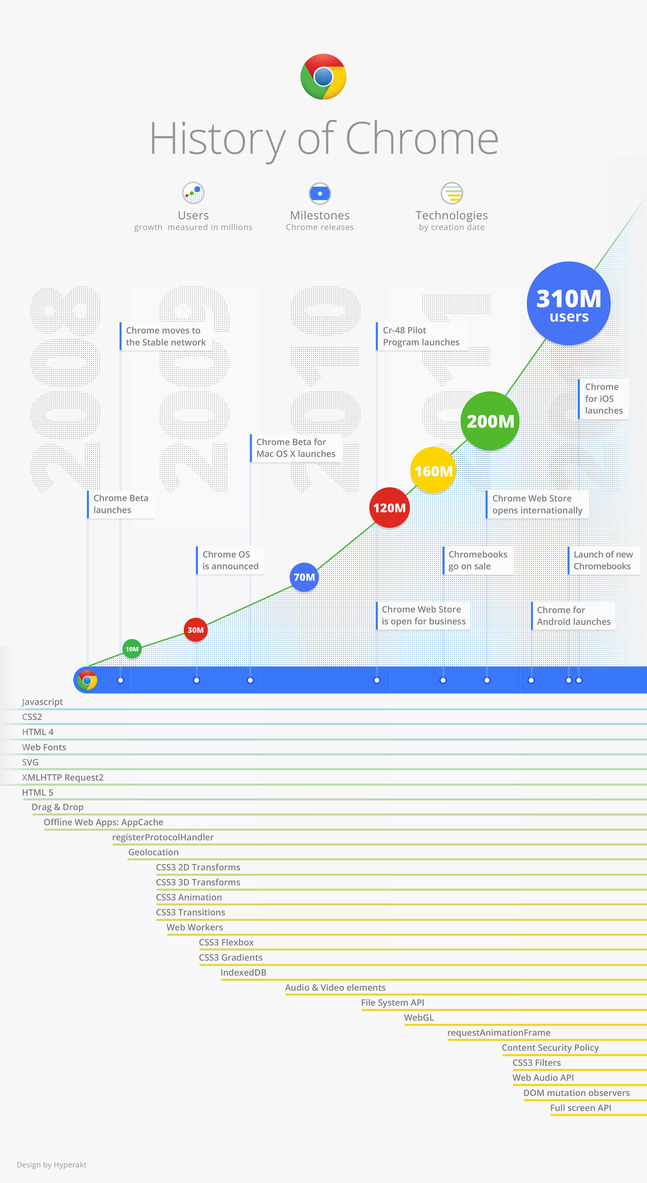 History of Chrome
Users
growth measured in millions
Milestones
Chrome releases
Technologies
by creation date
2008
2009
2010
2011
2012
310M
users
Chrome moves to
the Stable network
Cr-48 Pilot
Program launches
Chrome
for iOS
launches
200M
Chrome Beta for
Mac OS X launches
160M
Chrome Beta
launches
120M
Chrome Web Store
opens internationally
Chrome OS
is announced
Chromebooks
go on sale
Launch of new
Chromebooks
70M
Chrome Web Store
is open for business
Chrome for
Android launches
30M
10M
Javascript
CSS2
HTML 4
Web Fonts
SVG
XMLHTTP Request2
HTML 5
Drag & Drop
Offline Web Apps: AppCache
registerProtocolHandler
Geolocation
CSS3 2D Transforms
CSS3 3D Transforms
CSS3 Animation
CSS3 Transitions
Web Workers
CSS3 Flexbox
CSS3 Gradients
IndexedDB
Audio & Video elements
File System API
WebGL
requestAnimationFrame
Content Security Policy
CSS3 Filters
Web Audio API
DOM mutation observers
Full screen API
Design by Hyperakt